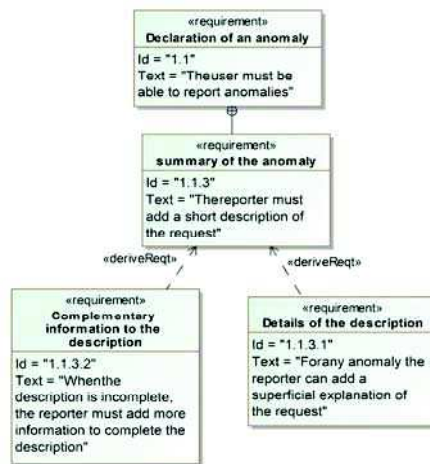 «requirement»
Declaration of an anomaly
Id = "1.1"
Text = "Theuser must be
able to report anomalies"
«requirement»
summary of the anomaly
Id = "1.1.3"
Text = "Thereporter must
add a short description of
the request"
«deriveReqt»
«deriveReqt»
«requirement»
Complementary
information to the
description
Id = "1.1.3.2"
Text = "Whenthe
description is incomplete,
the reporter must add more
information to complete the
description"
«requirement»
Details of the description
Id = "1.1.3.1"
Text = "Forany anomaly the
reporter can add a
superficial explanation of
the request"